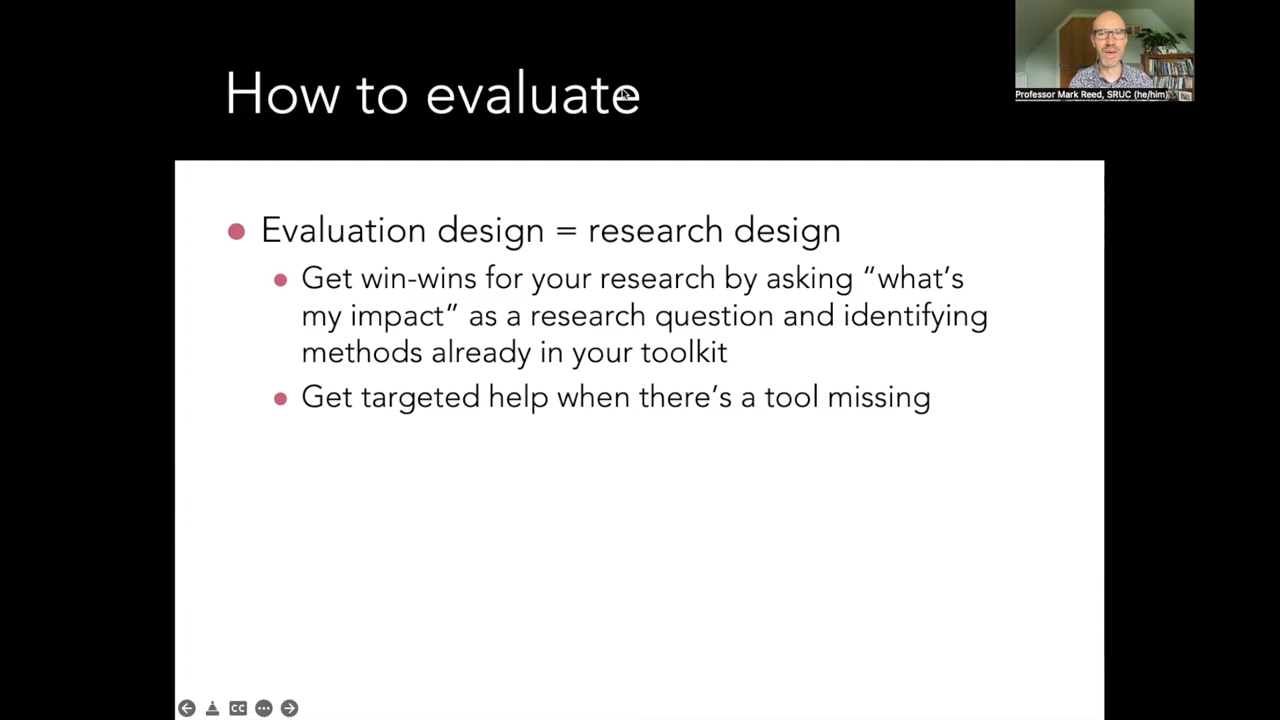 How to evaluate
Professor Mark Reed, SRUC (he/him)
Evaluation design = research design
Get win-wins for your research by asking “what’s
my impact” as a research question and identifying
methods already in your toolkit
Get targeted help when there’s a tool missing
CC